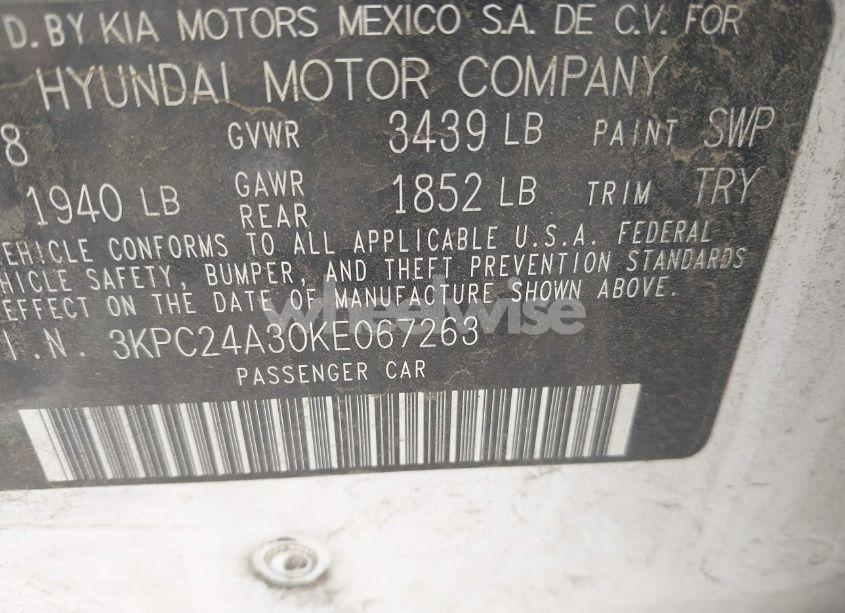 D. BY KIA MOTORS MEXICO S.A. DE C.V. FOR
HYUNDAI MOTOR COMPANY
8 GVWR 3439 LB PAINT SWP
1940 LB GAWR REAR 1852 LB TRIM TRY
VEHICLE CONFORMS TO ALL APPLICABLE U.S.A. FEDERAL
HICLE SAFETY, BUMPER, AND THEFT PREVENTION STANDARDS
EFFECT ON THE DATE OF MANUFACTURE SHOWN ABOVE.
I.N. 3KPC24A30KE067263
PASSENGER CAR
wheelwise